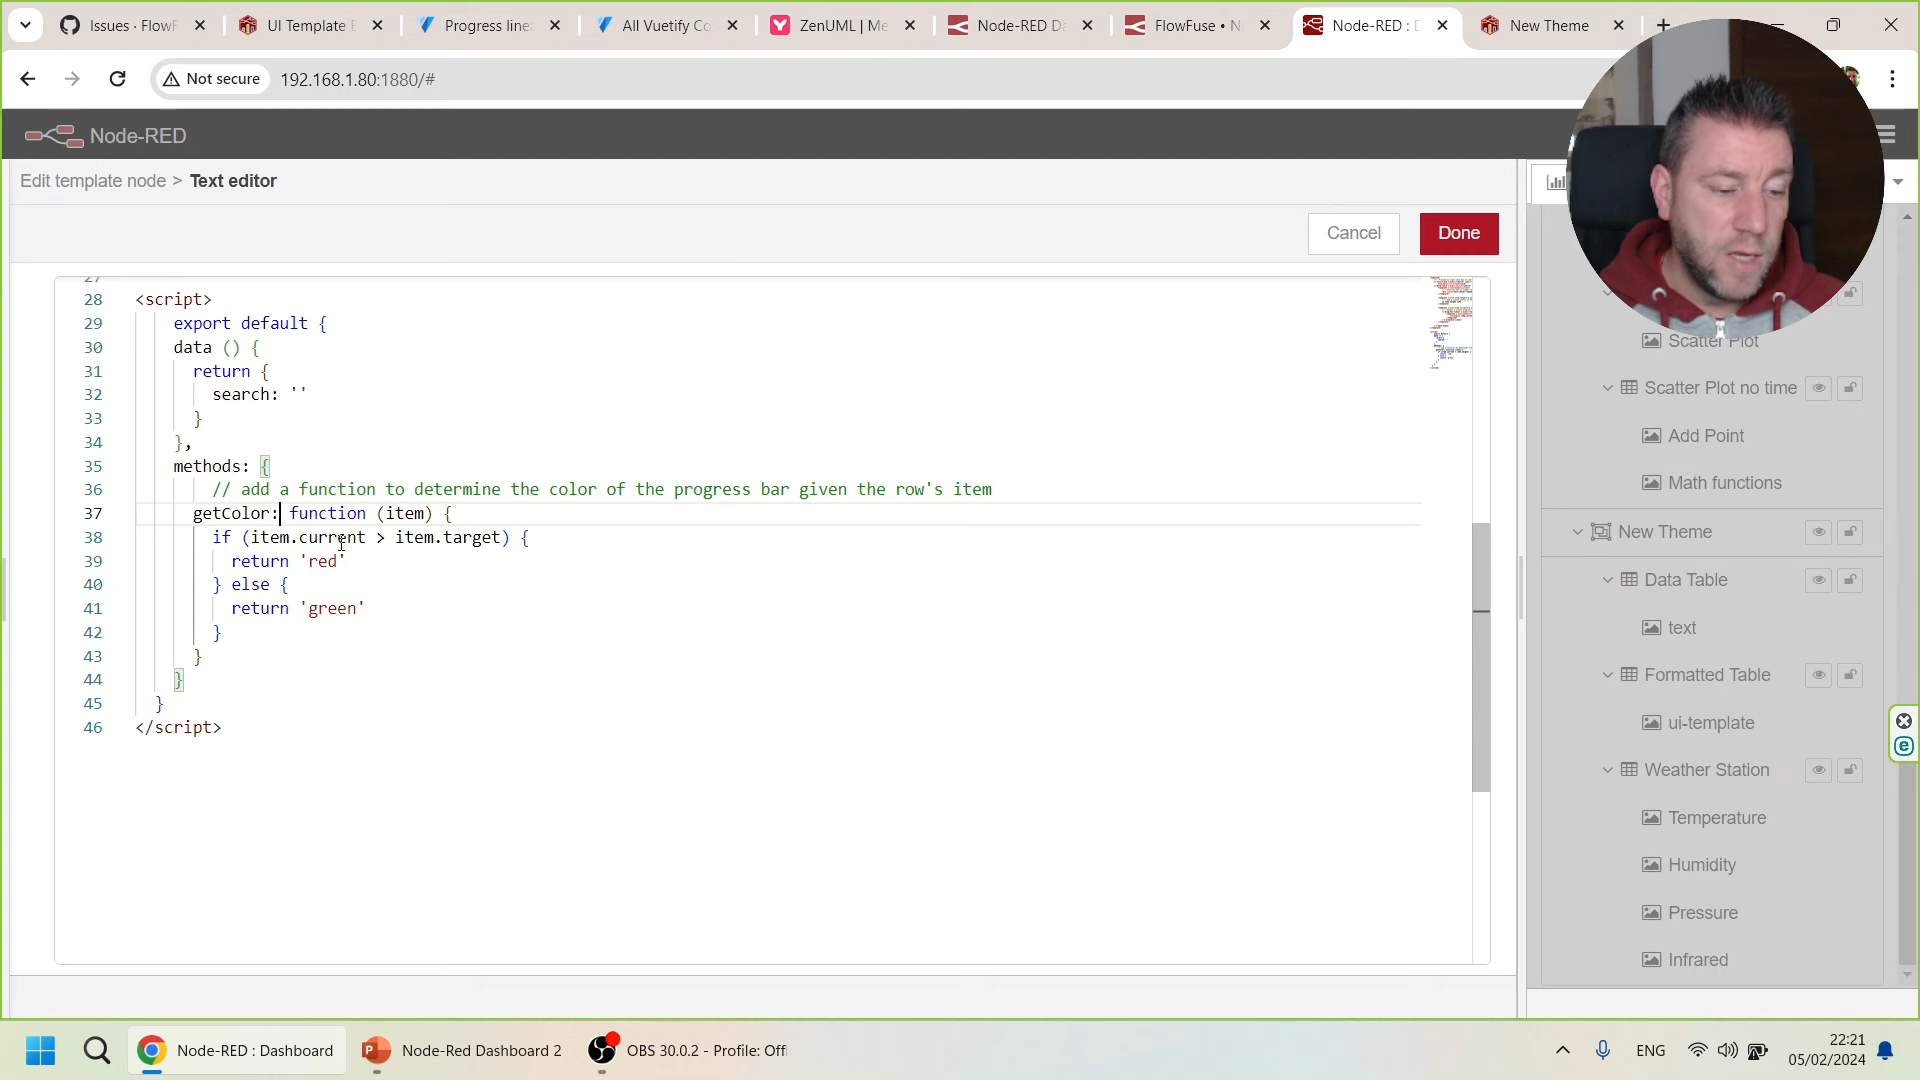 Issues · FlowF
UI Template E
Progress line
All Vuetify Co
ZenUML | Me
Node-RED Da
FlowFuse • N
Node-RED : D
New Theme
Not secure
192.168.1.80:1880/#
Node-RED
Edit template node > Text editor
Cancel
Done
27
28 <script>
29 export default {
30 data () {
31 return {
32 search: ''
33 }
34 },
35 methods: {
36 // add a function to determine the color of the progress bar given the row's item
37 getColor: function (item) {
38 if (item.current > item.target) {
39 return 'red'
40 } else {
41 return 'green'
42 }
43 }
44 }
45 }
46 </script>
Scatter Plot
Scatter Plot no time
Add Point
Math functions
New Theme
Data Table
text
Formatted Table
ui-template
Weather Station
Temperature
Humidity
Pressure
Infrared
Node-RED : Dashboard
Node-Red Dashboard 2
OBS 30.0.2 - Profile: Offi
ENG
22:21
05/02/2024